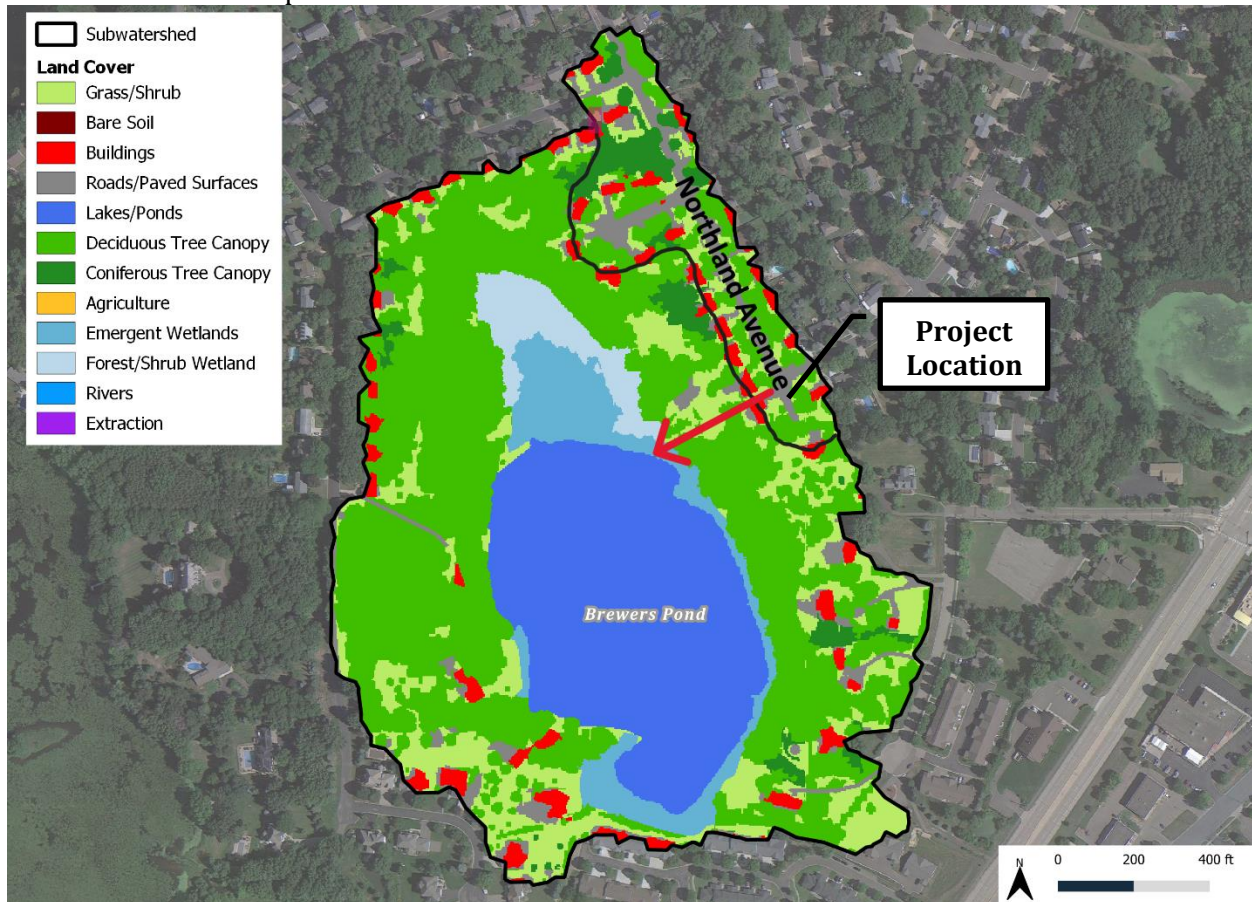 Subwatershed
Land Cover
Grass/Shrub
Bare Soil
Buildings
Roads/Paved Surfaces
Lakes/Ponds
Deciduous Tree Canopy
Coniferous Tree Canopy
Agriculture
Emergent Wetlands
Forest/Shrub Wetland
Rivers
Extraction
Northland Avenue
Project
Location
Brewers Pond
N
0 200 400 ft